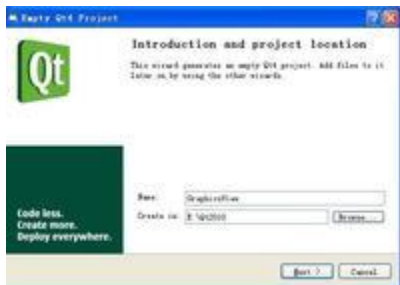 Empty Qt4 Project
Qt
Introduction and project location
This wizard generates an empty Qt4 project. Add files to it
later on by using the other wizards.
Name:
GraphicsView
Create in:
Browse...
Code less.
Create more.
Deploy everywhere.
Next >
Cancel